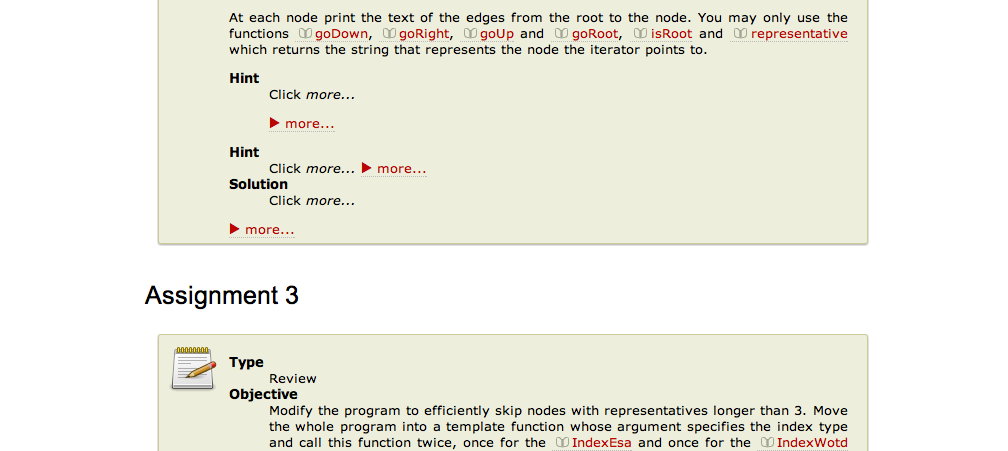 At each node print the text of the edges from the root to the node. You may only use the
functions goDown, goRight, goUp and goRoot, isRoot and representative
which returns the string that represents the node the iterator points to.
Hint
Click more...
more...
Hint
Click more... more...
Solution
Click more...
more...
Assignment 3
Type
Review
Objective
Modify the program to efficiently skip nodes with representatives longer than 3. Move
the whole program into a template function whose argument specifies the index type
and call this function twice, once for the IndexEsa and once for the IndexWotd